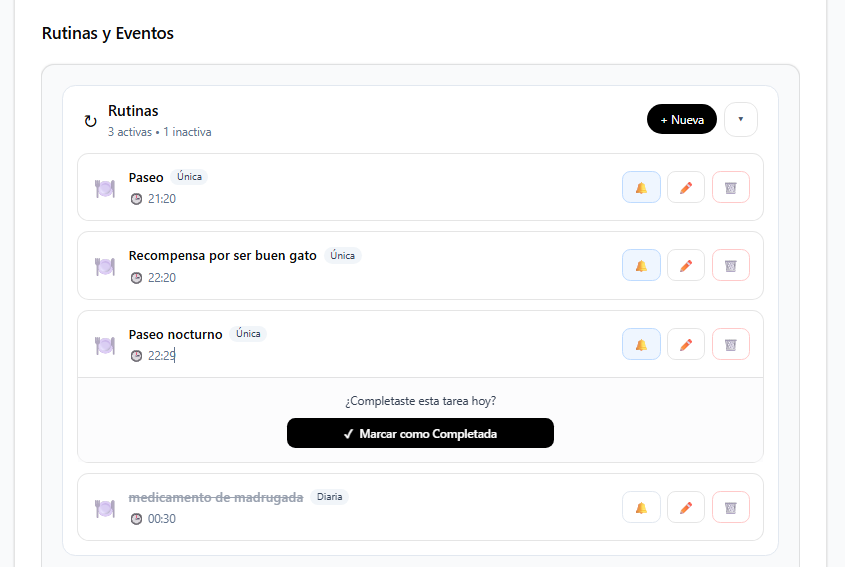 Rutinas y Eventos
↻ Rutinas
3 activas • 1 inactiva
+ Nueva
Paseo Única
21:20
Recompensa por ser buen gato Única
22:20
Paseo nocturno Única
22:29
¿Completaste esta tarea hoy?
✓ Marcar como Completada
medicamento de madrugada Diaria
00:30